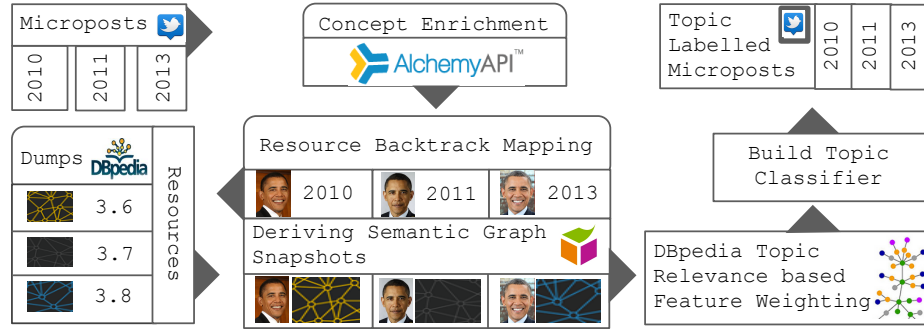 Microposts
2010
2011
2013
Concept Enrichment
AlchemyAPI™
Topic
Labelled
Microposts
2010
2011
2013
Dumps DBpedia
3.6
3.7
3.8
Resources
Resource Backtrack Mapping
2010
2011
2013
Deriving Semantic Graph
Snapshots
Build Topic
Classifier
DBpedia Topic
Relevance based
Feature Weighting